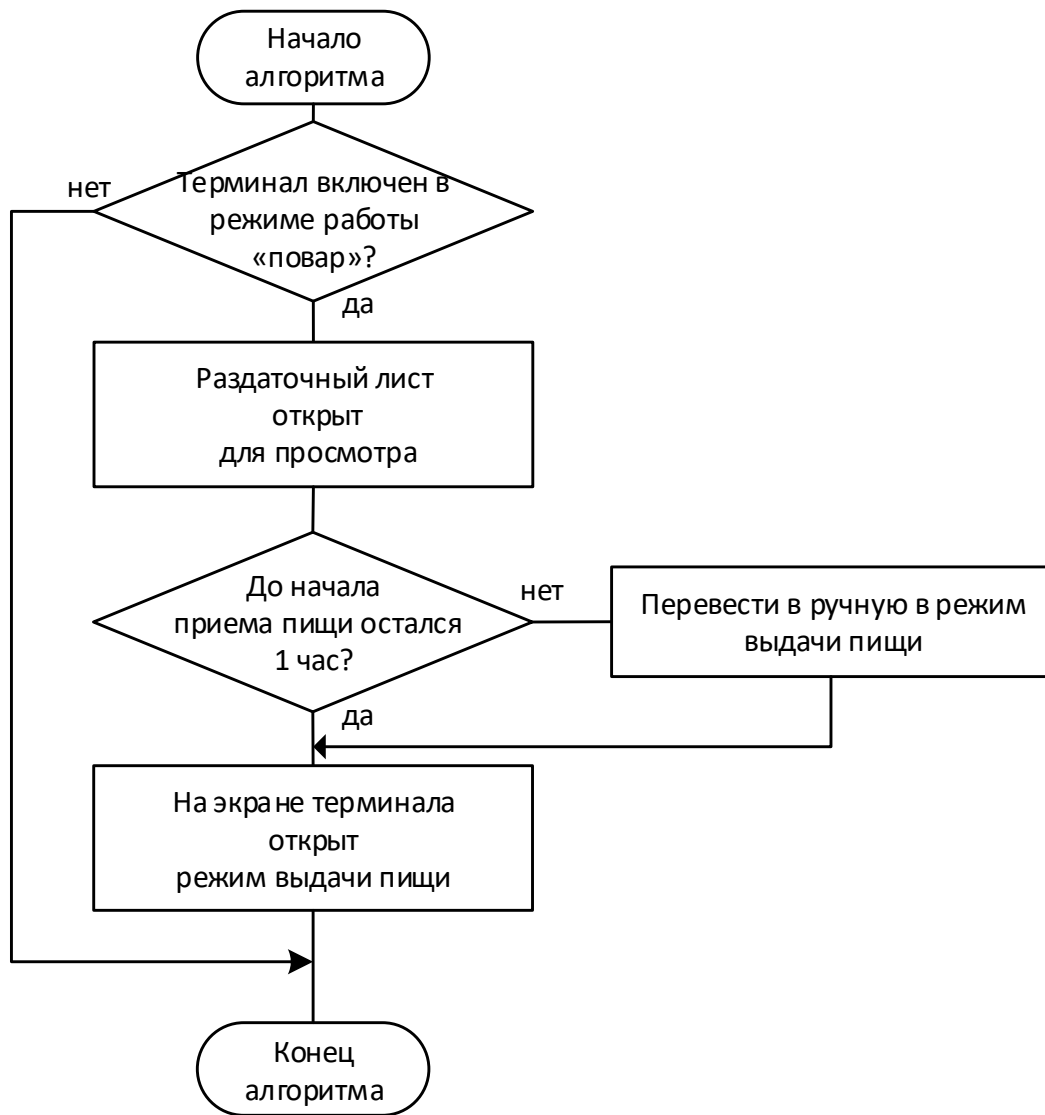 Начало
алгоритма
нет
Терминал включен в
режиме работы
«повар»?
да
Раздаточный лист
открыт
для просмотра
До начала
приема пищи остался
1 час?
нет
Перевести в ручную в режим
выдачи пищи
да
На экране терминала
открыт
режим выдачи пищи
Конец
алгоритма